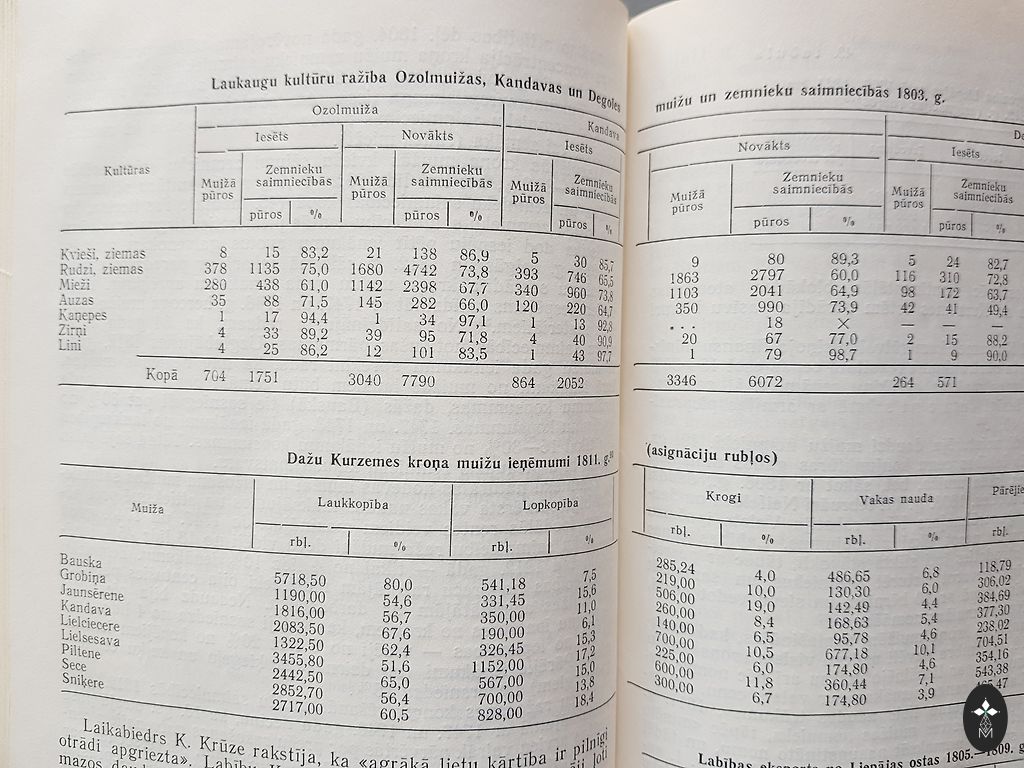 Laukaugu kultūru ražība Ozolmuižas, Kandavas un Degoles muižu un zemnieku saimniecībās 1803. g.
Kultūras Ozolmuiža Kandava
Iesēts Novākts Iesēts Novākts Iesēts
Muižā pūros Zemnieku saimniecībās Muižā pūros Zemnieku saimniecībās Muižā pūros Zemnieku saimniecībās Muižā pūros Zemnieku saimniecībās Muižā pūros Zemnieku saimniecībās
pūros % pūros % pūros % pūros % pūros %
Kvieši, ziemas 8 15 83,2 21 138 86,9 5 30 85,7 9 80 89,3 5 24 82,7
Rudzi, ziemas 378 1135 75,0 1680 4742 73,8 393 746 65,5 1863 2797 60,0 116 310 72,8
Mieži 280 438 61,0 1142 2398 67,7 340 960 73,8 1103 2041 64,9 98 172 63,7
Auzas 35 88 71,5 145 282 66,0 120 220 64,7 350 990 73,9 42 41 49,4
Kaņepes 1 17 94,4 1 34 97,1 1 13 92,8 ... 18 × — — —
Zirņi 4 33 89,2 39 95 71,8 4 40 90,9 20 67 77,0 2 15 88,2
Lini 4 25 86,2 12 101 83,5 1 43 97,7 1 79 98,7 1 9 90,0
Kopā 704 1751 3040 7790 864 2052 3346 6072 264 571
Dažu Kurzemes kroņa muižu ieņēmumi 1811. g. (asignāciju rubļos)
Muiža Laukkopība Lopkopība Krogi Vakas nauda Pārējie
rbļ. % rbļ. % rbļ. % rbļ. % rbļ.
Bauska 5718,50 80,0 541,18 7,5 285,24 4,0 486,65 6,8 118,79
Grobiņa 1190,00 54,6 331,45 15,6 219,00 10,0 130,30 6,0 306,02
Jaunsērene 1816,00 56,7 350,00 11,0 506,00 19,0 142,49 4,4 384,69
Kandava 2083,50 67,6 190,00 6,1 260,00 8,4 168,63 5,4 377,30
Lielciecere 1322,50 62,4 326,45 15,3 140,00 6,5 95,78 4,6 238,02
Lielsesava 3455,80 51,6 1152,00 17,2 700,00 10,5 677,18 10,1 704,51
Piltene 2442,50 65,0 567,00 15,0 225,00 6,0 174,80 4,6 354,16
Sece 2852,70 56,4 700,00 13,8 600,00 11,8 360,44 7,1 543,38
Sniķere 2717,00 60,5 828,00 18,4 300,00 6,7 174,80 3,9
Laikabiedrs K. Krūze rakstīja, ka «agrākā lietu kārtība ir pilnīgi
otrādi apgriezta». Labību
Labības eksports no Liepājas ostas 1805.—1809. g.
M